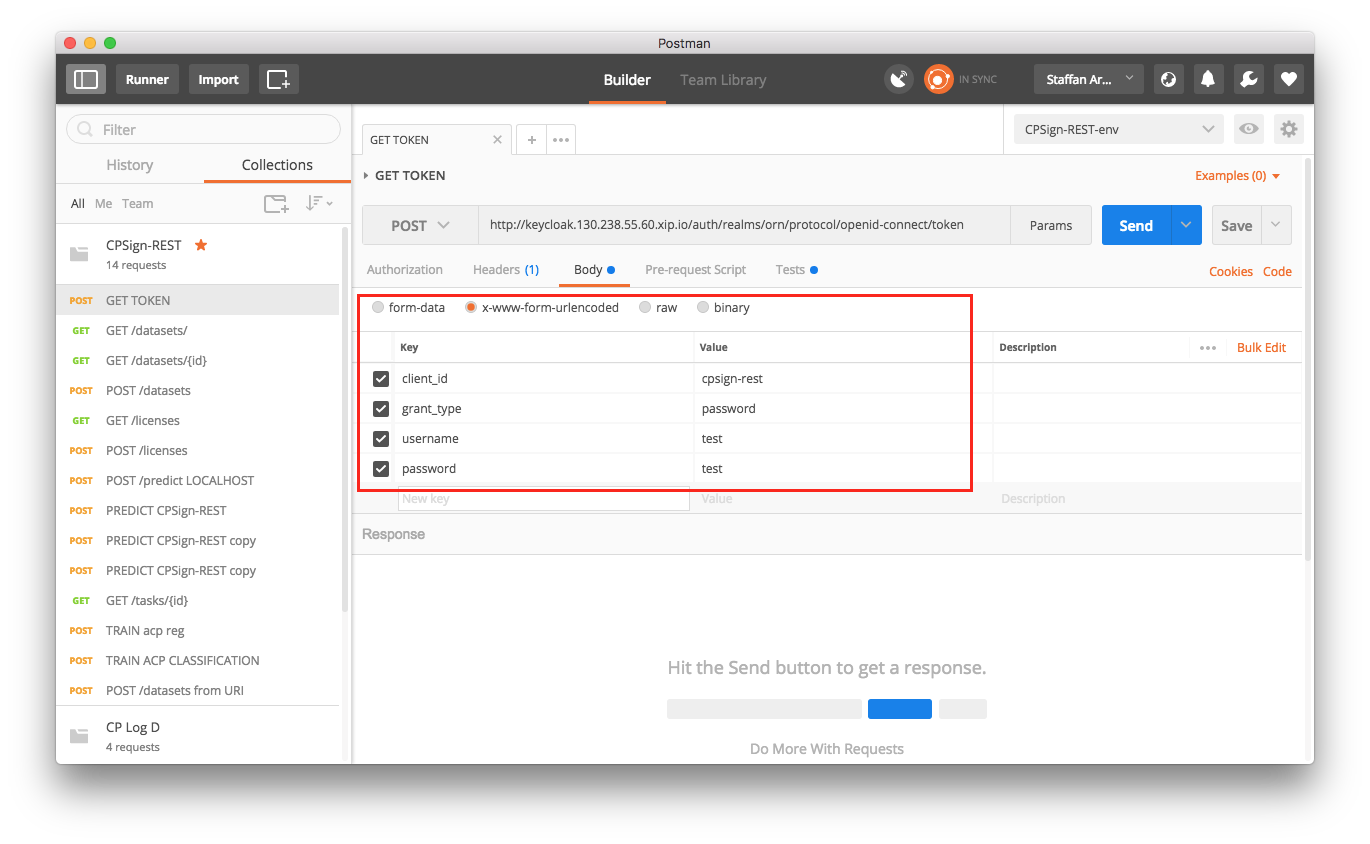 Postman
Runner
Import
Builder
Team Library
IN SYNC
Staffan Ar...
Filter
History
Collections
All Me Team
CPSign-REST
14 requests
POST GET TOKEN
GET GET /datasets/
GET GET /datasets/{id}
POST POST /datasets
GET GET /licenses
POST POST /licenses
POST POST /predict LOCALHOST
POST PREDICT CPSign-REST
POST PREDICT CPSign-REST copy
POST PREDICT CPSign-REST copy
GET GET /tasks/{id}
POST TRAIN acp reg
POST TRAIN ACP CLASSIFICATION
POST POST /datasets from URI
CP Log D
4 requests
GET TOKEN
CPSign-REST-env
GET TOKEN
Examples (0)
POST http://keycloak.130.238.55.60.xip.io/auth/realms/orn/protocol/openid-connect/token Params Send Save
Authorization Headers (1) Body Pre-request Script Tests Cookies Code
form-data x-www-form-urlencoded raw binary
Key Value Description Bulk Edit
client_id cpsign-rest
grant_type password
username test
password test
New key Value Description
Response
Hit the Send button to get a response.
Do More With Requests